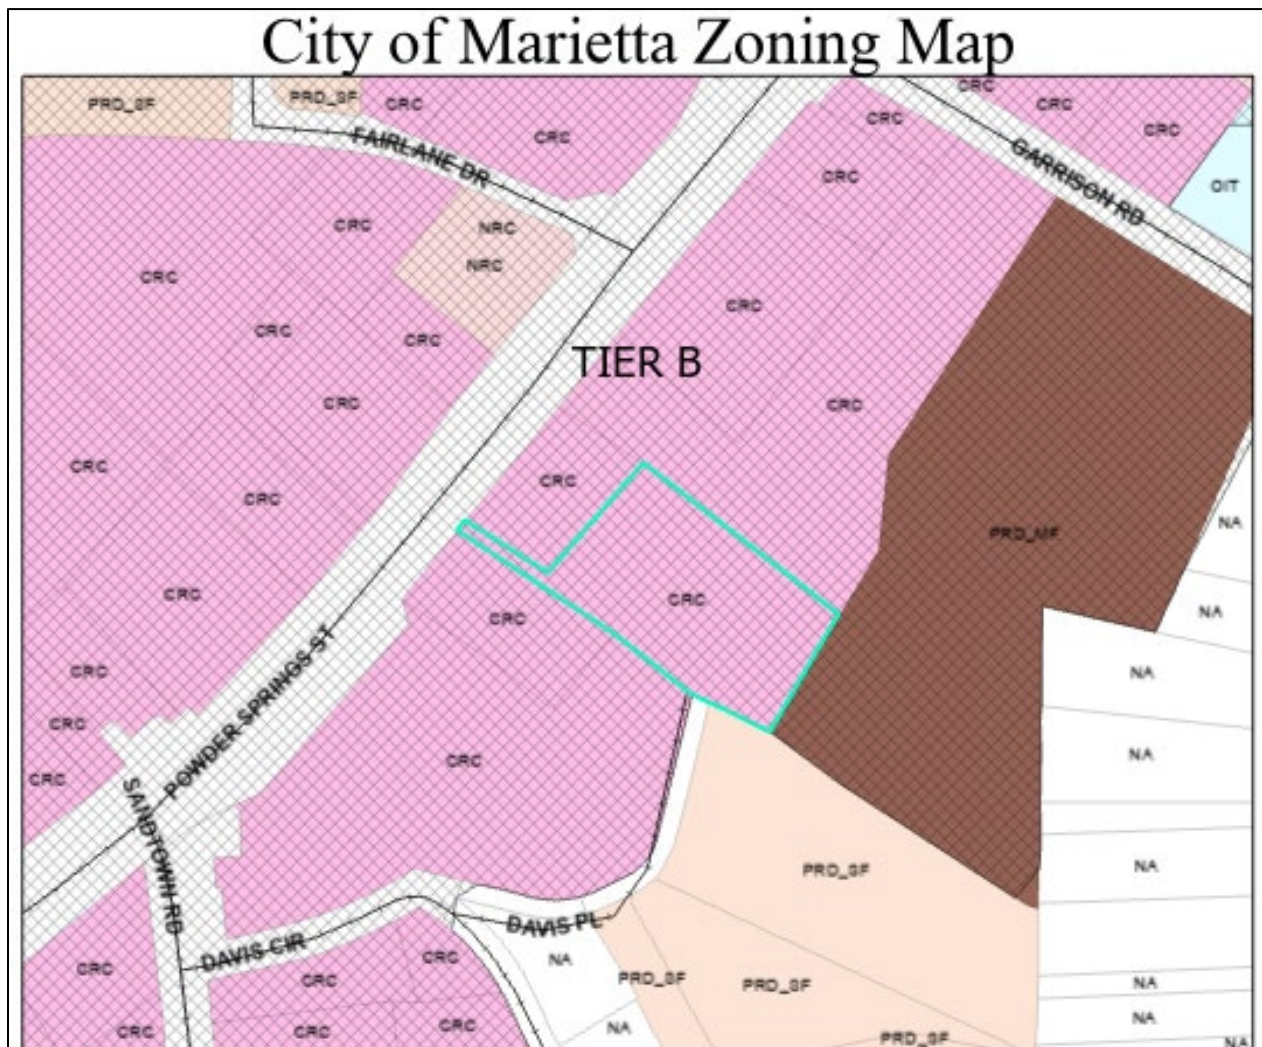 City of Marietta Zoning Map
PRD_SF
PRD_SF
CRC
CRC
CRC
CRC
CRC
CRC
FAIRLANE DR
GARRISON RD
CRC
OIT
CRC
NRC
NRC
CRC
CRC
CRC
CRC
TIER B
CRC
CRC
CRC
CRC
CRC
CRC
PRD_MF
NA
CRC
CRC
CRC
NA
POWDER SPRINGS ST
CRC
NA
CRC
CRC
NA
CRC
SANDTOWN RD
PRD_SF
NA
DAVIS PL
DAVIS CIR
CRC
CRC
NA
CRC
PRD_SF
PRD_SF
NA
CRC
CRC
CRC
NA
PRD_SF
NA
NA